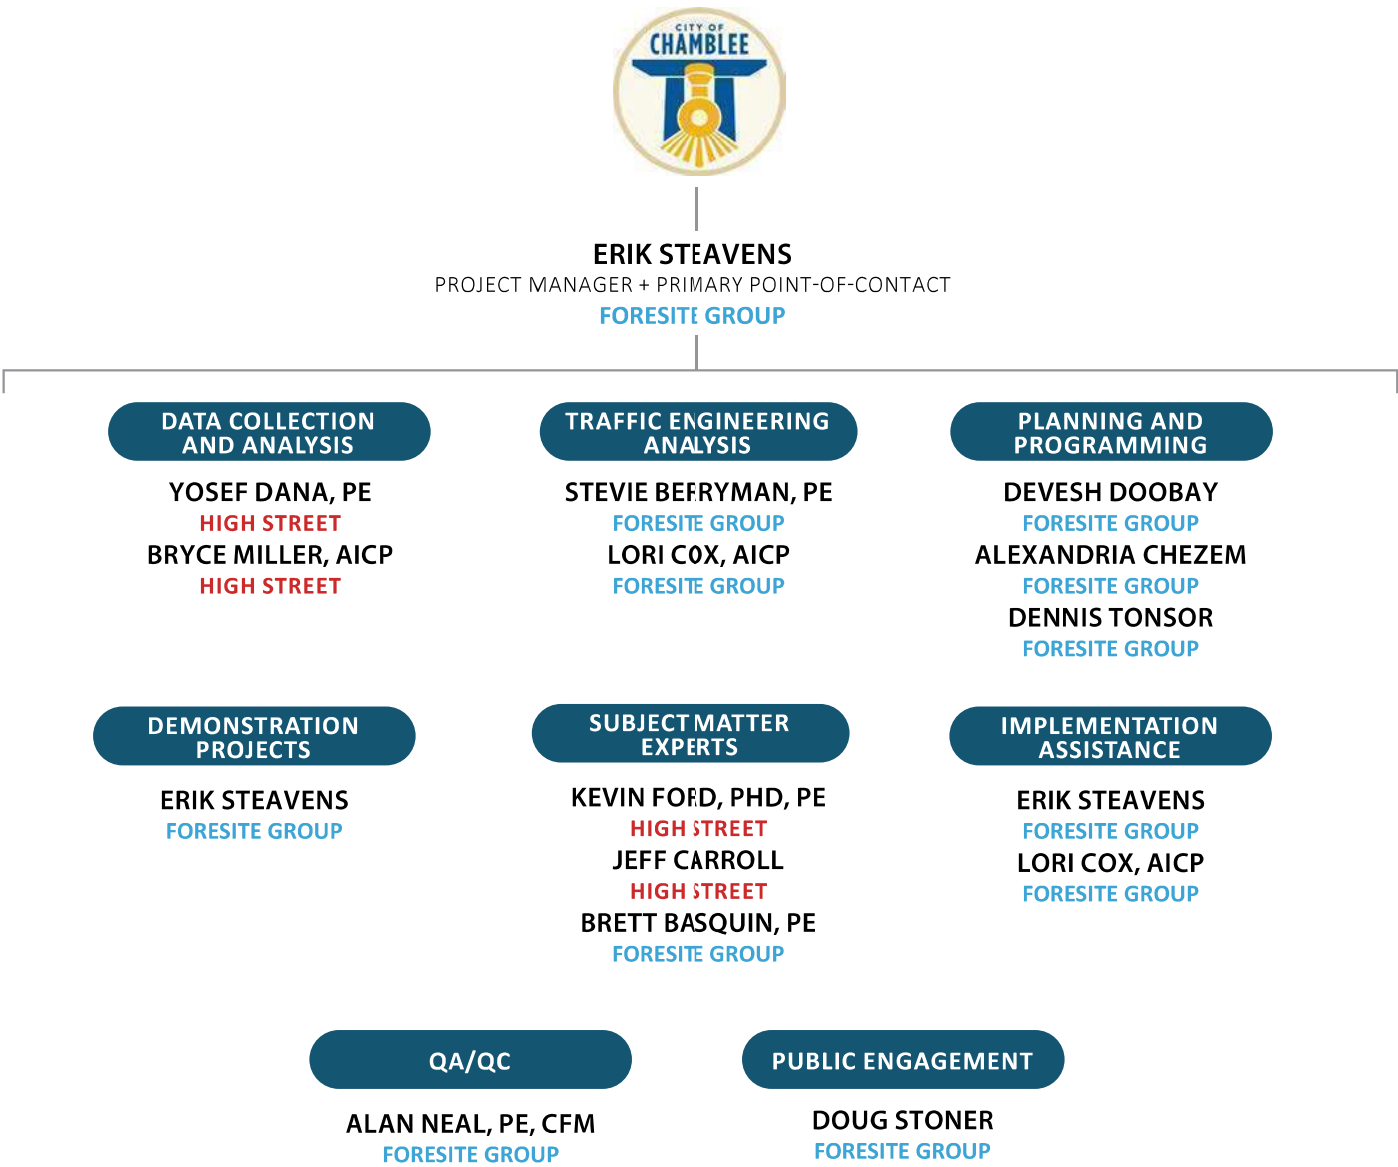 CITY OF
CHAMBLEE
ERIK STEAVENS
PROJECT MANAGER + PRIMARY POINT-OF-CONTACT
FORESITE GROUP
DATA COLLECTION
AND ANALYSIS
YOSEF DANA, PE
HIGH STREET
BRYCE MILLER, AICP
HIGH STREET
TRAFFIC ENGINEERING
ANALYSIS
STEVIE BERRYMAN, PE
FORESITE GROUP
LORI COX, AICP
FORESITE GROUP
PLANNING AND
PROGRAMMING
DEVESH DOOBAY
FORESITE GROUP
ALEXANDRIA CHEZEM
FORESITE GROUP
DENNIS TONSOR
FORESITE GROUP
DEMONSTRATION
PROJECTS
ERIK STEAVENS
FORESITE GROUP
SUBJECT MATTER
EXPERTS
KEVIN FORD, PHD, PE
HIGH STREET
JEFF CARROLL
HIGH STREET
BRETT BASQUIN, PE
FORESITE GROUP
IMPLEMENTATION
ASSISTANCE
ERIK STEAVENS
FORESITE GROUP
LORI COX, AICP
FORESITE GROUP
QA/QC
ALAN NEAL, PE, CFM
FORESITE GROUP
PUBLIC ENGAGEMENT
DOUG STONER
FORESITE GROUP